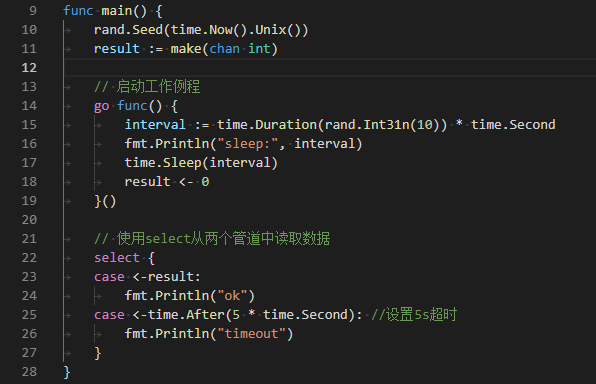 9 func main() {
10 rand.Seed(time.Now().Unix())
11 result := make(chan int)
12
13 // 启动工作例程
14 go func() {
15 interval := time.Duration(rand.Int31n(10)) * time.Second
16 fmt.Println("sleep:", interval)
17 time.Sleep(interval)
18 result <- 0
19 }()
20
21 // 使用select从两个管道中读取数据
22 select {
23 case <-result:
24 fmt.Println("ok")
25 case <-time.After(5 * time.Second): //设置5s超时
26 fmt.Println("timeout")
27 }
28 }